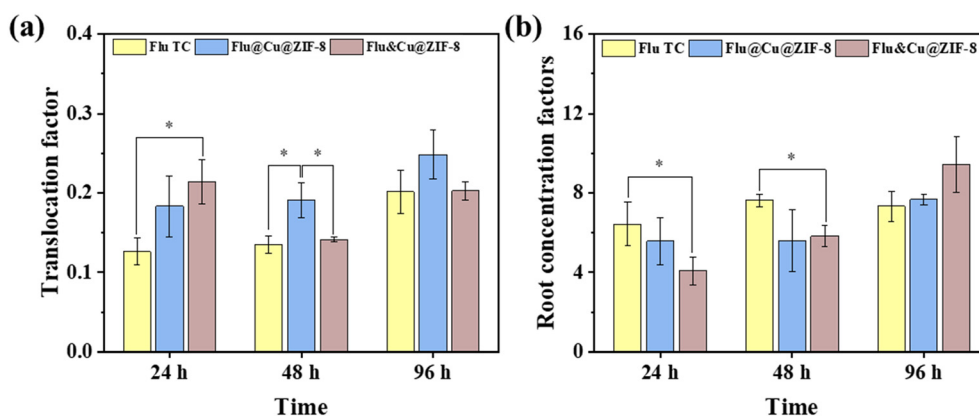 (a)
Translocation factor
0.4
0.3
0.2
0.1
0.0
Flu TC Flu@Cu@ZIF-8 Flu&Cu@ZIF-8
*
* *
24 h 48 h 96 h
Time
(b)
Root concentration factors
16
12
8
4
0
Flu TC Flu@Cu@ZIF-8 Flu&Cu@ZIF-8
* *
24 h 48 h 96 h
Time